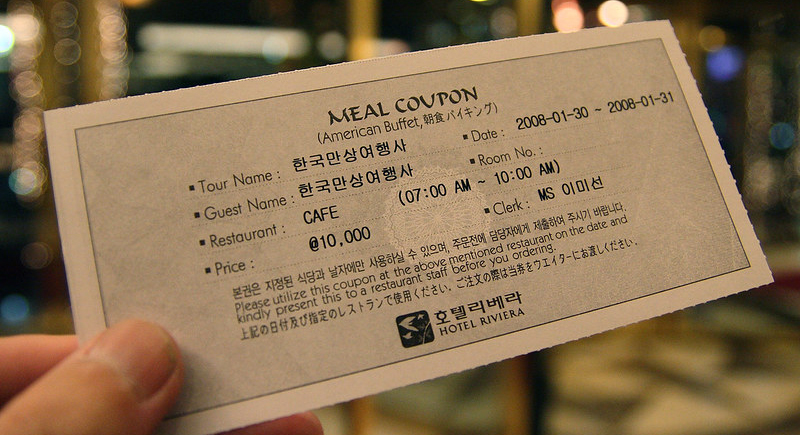 MEAL COUPON
(American Buffet, 朝食 バイキング)
▪ Tour Name : 한국만상여행사
▪ Date : 2008-01-30 ~ 2008-01-31
▪ Guest Name : 한국만상여행사
▪ Room No. :
▪ Restaurant : CAFE (07:00 AM ~ 10:00 AM)
▪ Price : @10,000
▪ Clerk : MS 이미선
본권은 지정된 식당과 날자에만 사용하실 수 있으며, 주문전에 담당자에게 제출하여 주시기 바랍니다.
Please utilize this coupon at the above mentioned restaurant on the date and
kindly present this to a restaurant staff before you ordering.
上記の日付及び指定のレストランで使用ください. ご注文の際は当券をウエイターにお渡しください.
호텔리베라
HOTEL RIVIERA